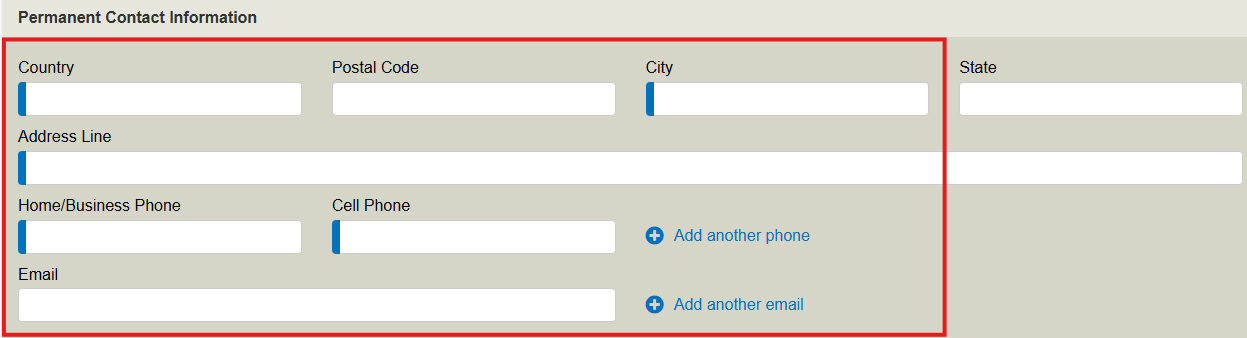 Permanent Contact Information
Country Postal Code City State
Address Line
Home/Business Phone Cell Phone
Add another phone
Email
Add another email